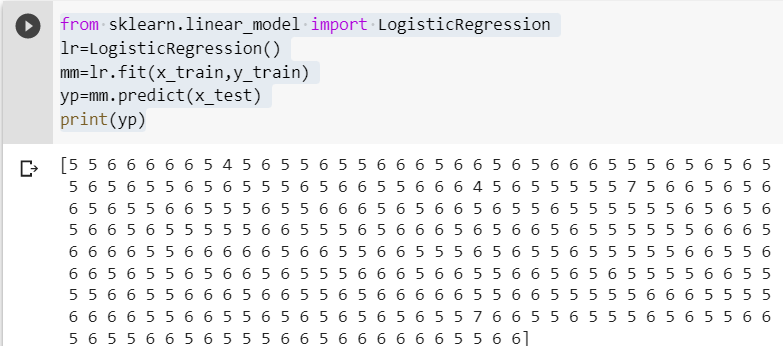 from sklearn.linear_model import LogisticRegression
lr=LogisticRegression()
mm=lr.fit(x_train,y_train)
yp=mm.predict(x_test)
print(yp)
[5 5 6 6 6 6 6 5 4 5 6 5 5 6 5 5 6 6 6 5 6 6 5 6 5 6 6 6 5 5 5 6 5 6 5 6 5
5 6 5 6 5 5 6 5 6 5 5 5 6 5 6 6 5 5 6 6 6 4 5 6 5 5 5 5 5 7 5 6 6 5 6 5 6
6 5 6 5 5 6 6 5 5 5 6 5 5 6 6 6 5 6 5 6 6 5 6 5 5 6 5 5 5 5 5 6 5 6 5 6
5 6 6 5 6 5 5 5 5 6 5 6 5 6 6 5 6 5 6 6 5 6 5 6 6 5 6 5 5 5 5 5 6 6 6 5
6 6 6 6 5 5 6 6 6 6 6 5 6 6 5 6 6 5 6 6 6 6 5 6 6 6 6 5 5 5 6 6 5 5 6
6 6 5 6 5 6 5 6 6 5 6 5 6 6 5 5 6 5 6 6 6 5 5 6 5 6 6 5 5 5 5 6 6 5 5
5 5 6 6 5 6 6 5 6 5 6 6 5 5 6 5 6 6 6 6 6 5 5 6 6 5 5 5 5 5 6 6 6 5 5 5 5
6 6 6 6 5 5 6 6 5 5 6 5 6 5 6 5 6 5 6 5 5 7 6 6 5 5 6 5 5 5 6 5 6 5 5 6 6
5 6 5 5 6 6 5 6 5 5 5 6 6 5 6 6 6 6 6 6 5 5 6 6]